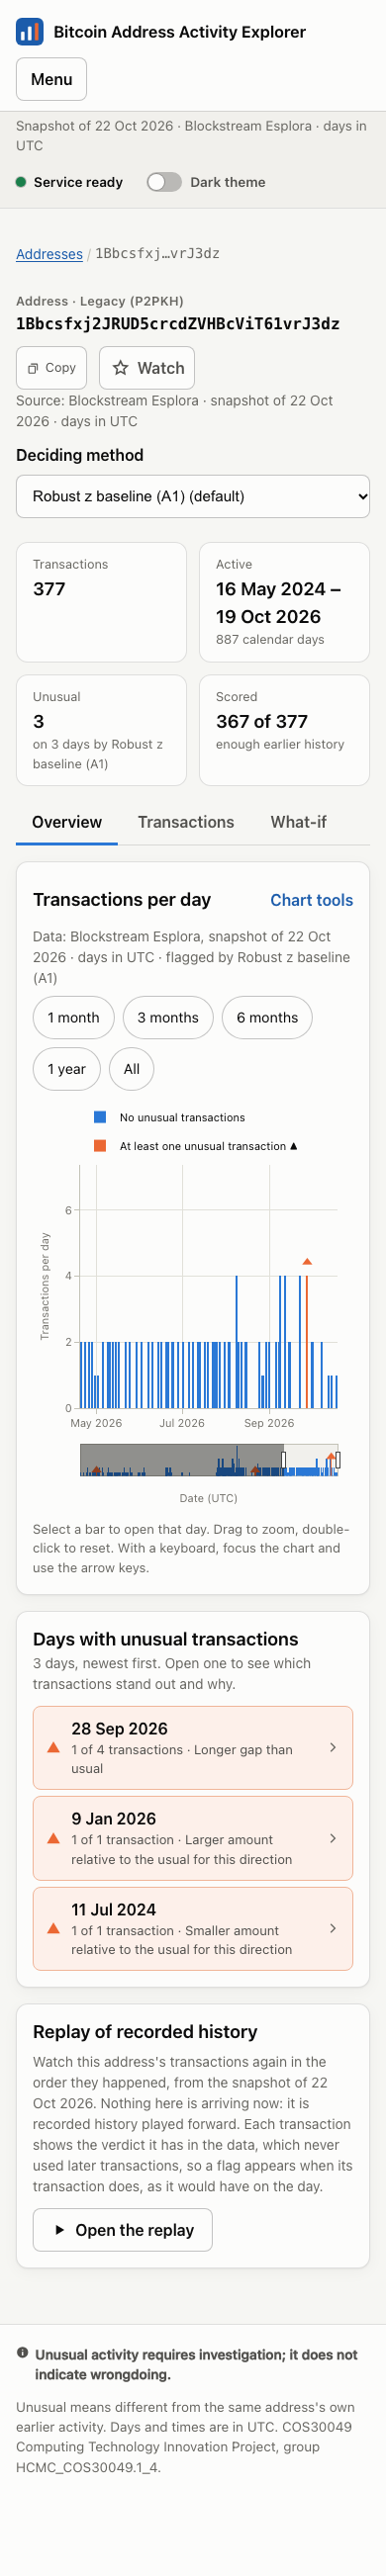 Bitcoin Address Activity Explorer
Menu
Snapshot of 22 Oct 2026 · Blockstream Esplora · days in
UTC
Service ready
Dark theme
Addresses / 1Bbcsfxj…vrJ3dz
Address · Legacy (P2PKH)
1Bbcsfxj2JRUD5crcdZVHBcViT61vrJ3dz
Copy
Watch
Source: Blockstream Esplora · snapshot of 22 Oct
2026 · days in UTC
Deciding method
Robust z baseline (A1) (default)
Transactions
377
Active
16 May 2024 –
19 Oct 2026
887 calendar days
Unusual
3
on 3 days by Robust z
baseline (A1)
Scored
367 of 377
enough earlier history
Overview
Transactions
What-if
Transactions per day
Chart tools
Data: Blockstream Esplora, snapshot of 22 Oct
2026 · days in UTC · flagged by Robust z baseline
(A1)
1 month
3 months
6 months
1 year
All
No unusual transactions
At least one unusual transaction ▲
Transactions per day
6
4
2
0
May 2026
Jul 2026
Sep 2026
Date (UTC)
Select a bar to open that day. Drag to zoom, double-
click to reset. With a keyboard, focus the chart and
use the arrow keys.
Days with unusual transactions
3 days, newest first. Open one to see which
transactions stand out and why.
28 Sep 2026
1 of 4 transactions · Longer gap than
usual
9 Jan 2026
1 of 1 transaction · Larger amount
relative to the usual for this direction
11 Jul 2024
1 of 1 transaction · Smaller amount
relative to the usual for this direction
Replay of recorded history
Watch this address's transactions again in the
order they happened, from the snapshot of 22
Oct 2026. Nothing here is arriving now: it is
recorded history played forward. Each transaction
shows the verdict it has in the data, which never
used later transactions, so a flag appears when its
transaction does, as it would have on the day.
Open the replay
Unusual activity requires investigation; it does not
indicate wrongdoing.
Unusual means different from the same address's own
earlier activity. Days and times are in UTC. COS30049
Computing Technology Innovation Project, group
HCMC_COS30049.1_4.